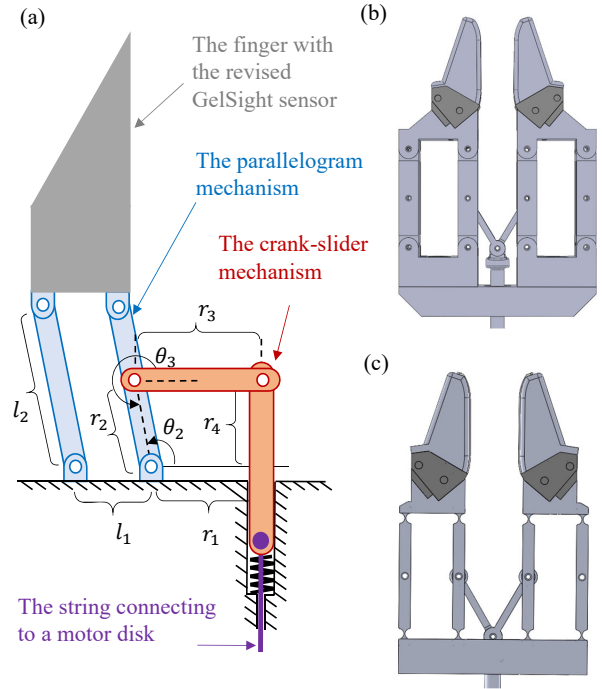 (a)
The finger with
the revised
GelSight sensor
The parallelogram
mechanism
The crank-slider
mechanism
r₃
θ₃
l₂
r₂
θ₂
r₄
l₁
r₁
The string connecting
to a motor disk
(b)
(c)